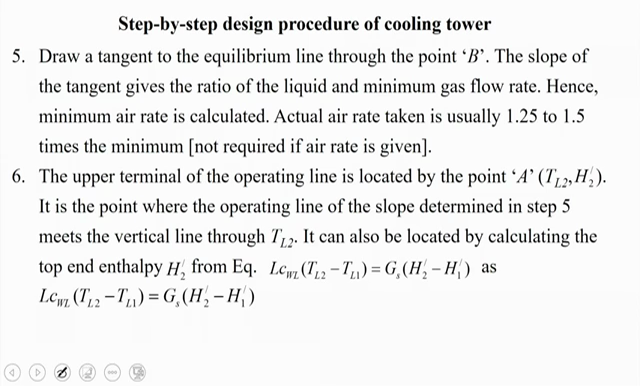 Step-by-step design procedure of cooling tower
5. Draw a tangent to the equilibrium line through the point ‘B’. The slope of
the tangent gives the ratio of the liquid and minimum gas flow rate. Hence,
minimum air rate is calculated. Actual air rate taken is usually 1.25 to 1.5
times the minimum [not required if air rate is given].
6. The upper terminal of the operating line is located by the point ‘A’ (T_{L2}, H_2^/).
It is the point where the operating line of the slope determined in step 5
meets the vertical line through T_{L2}. It can also be located by calculating the
top end enthalpy H_2^/ from Eq. Lc_{WL}(T_{L2} – T_{L1}) = G_s(H_2^/ – H_1^/) as
Lc_{WL}(T_{L2} – T_{L1}) = G_s(H_2^/ – H_1^/)